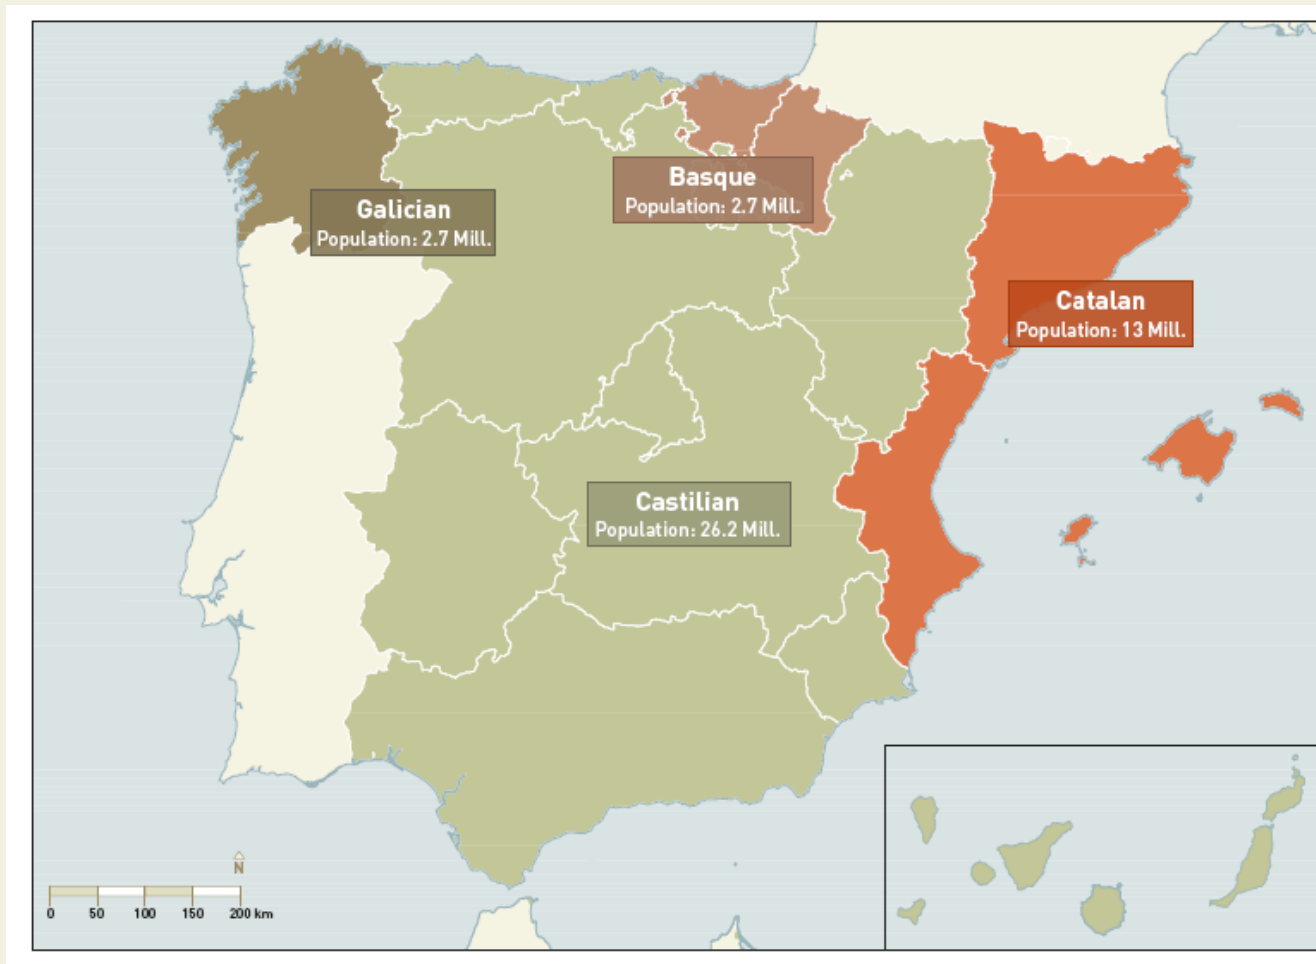 Galician
Population: 2.7 Mill.
Basque
Population: 2.7 Mill.
Catalan
Population: 13 Mill.
Castilian
Population: 26.2 Mill.
N
0 50 100 150 200 km